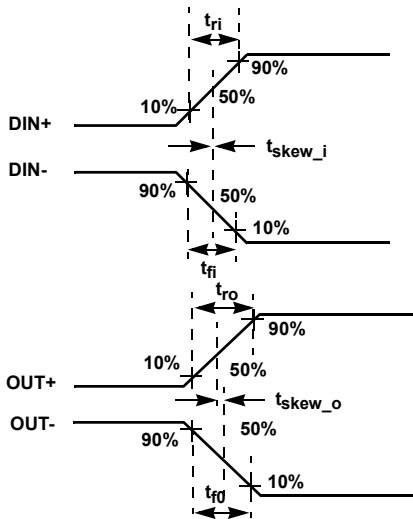 tri
90%
10%
50%
DIN+
tskew_i
DIN-
90%
50%
10%
tfi
tro
90%
10%
50%
OUT+
tskew_o
OUT-
90%
50%
10%
tf0